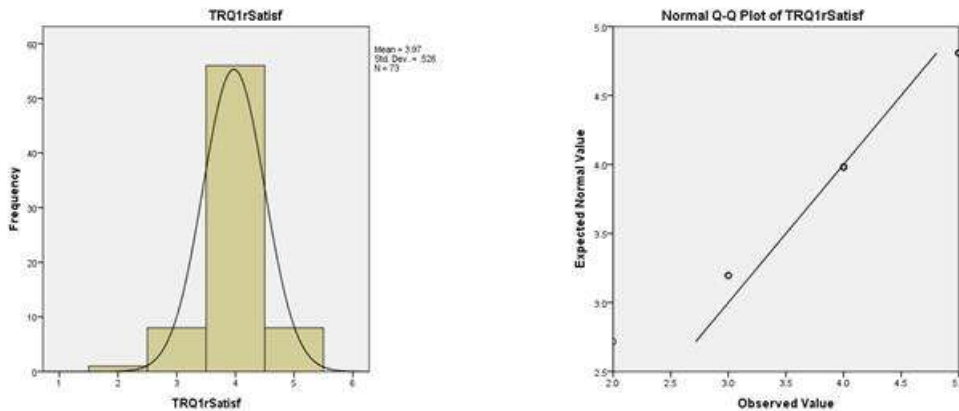 TRQ1rSatisf
Mean = 3.97
Std. Dev. = .526
N = 73
60
50
40
30
20
10
0
Frequency
1 2 3 4 5 6
TRQ1rSatisf
Normal Q-Q Plot of TRQ1rSatisf
5.0
4.5
4.0
3.5
3.0
2.5
Expected Normal Value
2.0 2.5 3.0 3.5 4.0 4.5 5.0
Observed Value